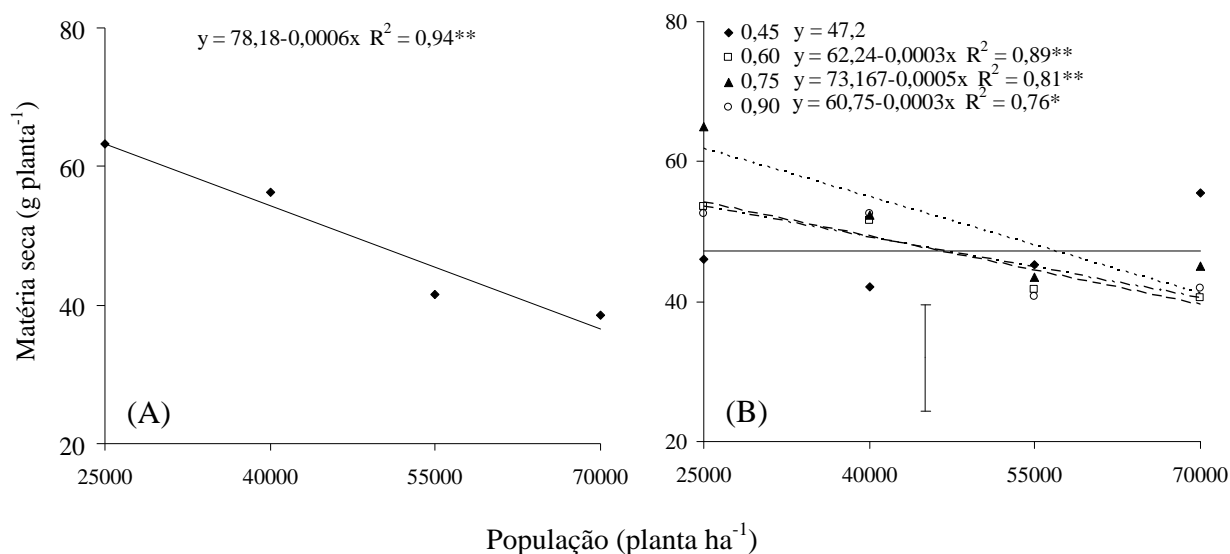 y = 78,18-0,0006x R² = 0,94**
Matéria seca (g planta⁻¹)
80
60
40
20
(A)
25000 40000 55000 70000
0,45 y = 47,2
0,60 y = 62,24-0,0003x R² = 0,89**
0,75 y = 73,167-0,0005x R² = 0,81**
0,90 y = 60,75-0,0003x R² = 0,76*
80
60
40
20
(B)
25000 40000 55000 70000
População (planta ha⁻¹)